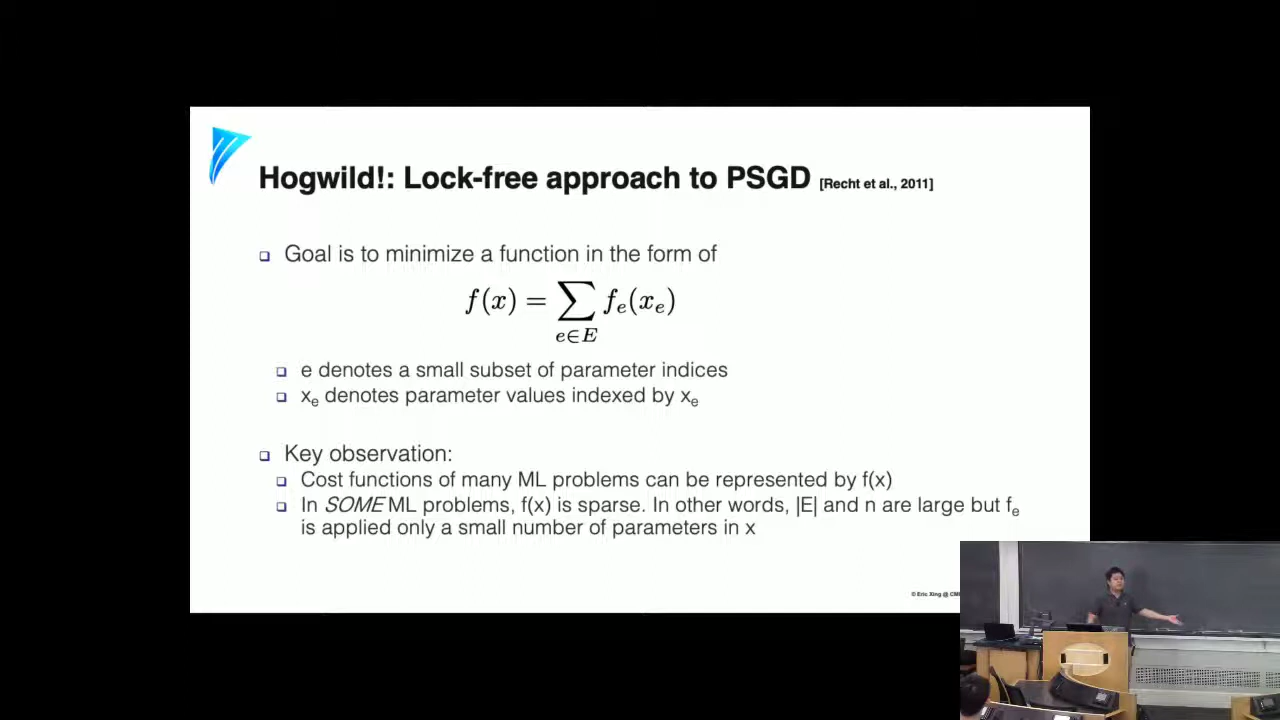 Hogwild!: Lock-free approach to PSGD [Recht et al., 2011]
❑ Goal is to minimize a function in the form of
f(x) = ∑_{e∈E} f_e(x_e)
❑ e denotes a small subset of parameter indices
❑ x_e denotes parameter values indexed by x_e
❑ Key observation:
❑ Cost functions of many ML problems can be represented by f(x)
❑ In SOME ML problems, f(x) is sparse. In other words, |E| and n are large but f_e
is applied only a small number of parameters in x
© Eric Xing @ CM